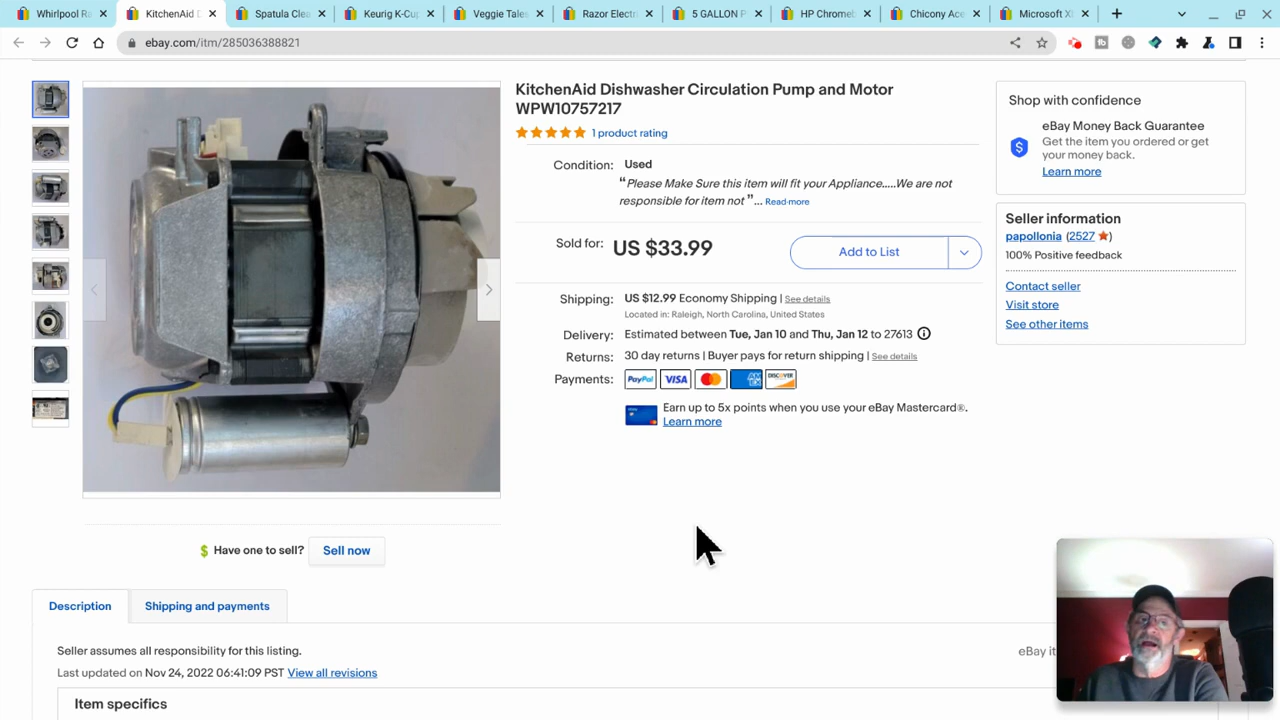 Whirlpool R
KitchenAid D
Spatula Clea
Keurig K-Cup
Veggie Tales
Razor Electr
5 GALLON P
HP Chromeb
Chicony Ace
Microsoft X
ebay.com/itm/285036388821
KitchenAid Dishwasher Circulation Pump and Motor
WPW10757217
1 product rating
Condition: Used
“Please Make Sure this item will fit your Appliance.....We are not
responsible for item not ”... Read more
Sold for: US $33.99
Add to List
Shipping: US $12.99 Economy Shipping | See details
Located in: Raleigh, North Carolina, United States
Delivery: Estimated between Tue, Jan 10 and Thu, Jan 12 to 27613
Returns: 30 day returns | Buyer pays for return shipping | See details
Payments: PayPal VISA DISCOVER
Earn up to 5x points when you use your eBay Mastercard®.
Learn more
Shop with confidence
eBay Money Back Guarantee
Get the item you ordered or get
your money back.
Learn more
Seller information
papollonia (2527)
100% Positive feedback
Contact seller
Visit store
See other items
$ Have one to sell? Sell now
Description
Shipping and payments
Seller assumes all responsibility for this listing.
eBay it
Last updated on Nov 24, 2022 06:41:09 PST View all revisions
Item specifics